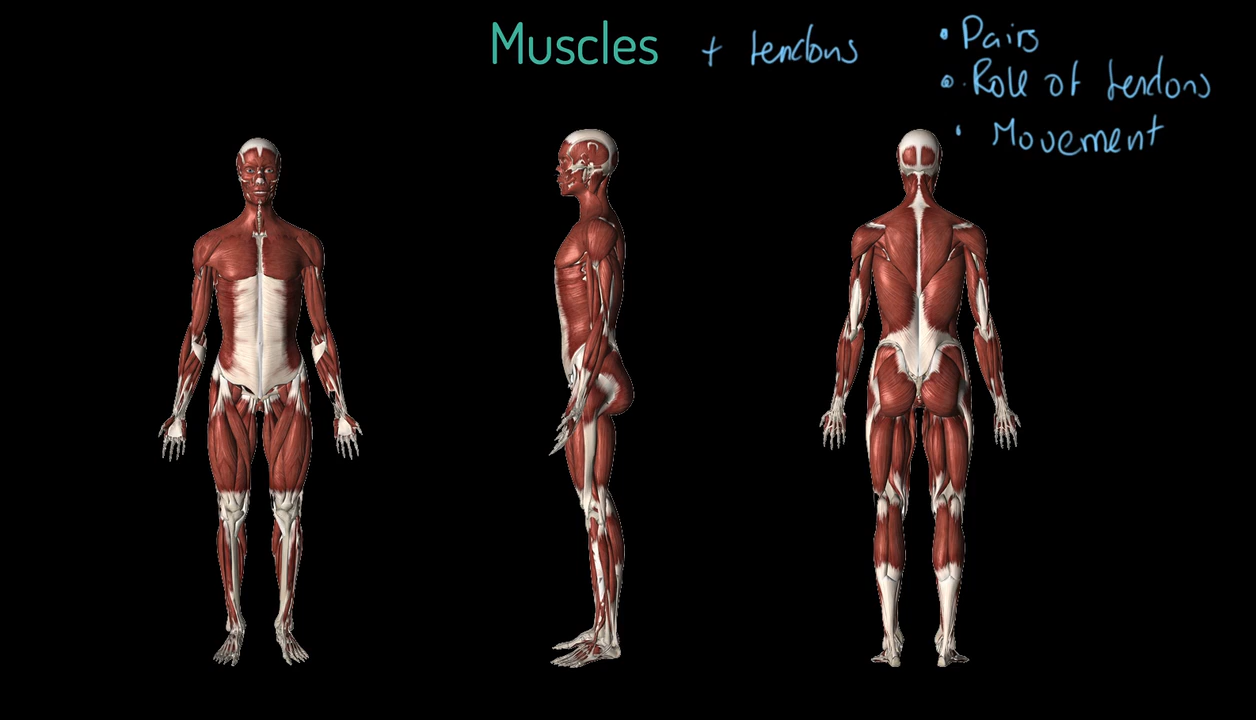 Muscles + tendons
• Pairs
• Role of tendons
• Movement